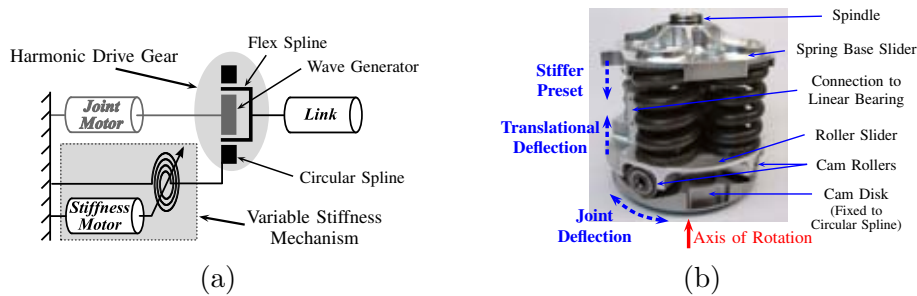 Harmonic Drive Gear
Flex Spline
Wave Generator
Joint
Motor
Link
Circular Spline
Stiffness
Motor
Variable Stiffness
Mechanism
(a)
Spindle
Spring Base Slider
Stiffer
Preset
Connection to
Linear Bearing
Translational
Deflection
Roller Slider
Cam Rollers
Cam Disk
(Fixed to
Circular Spline)
Joint
Deflection
Axis of Rotation
(b)